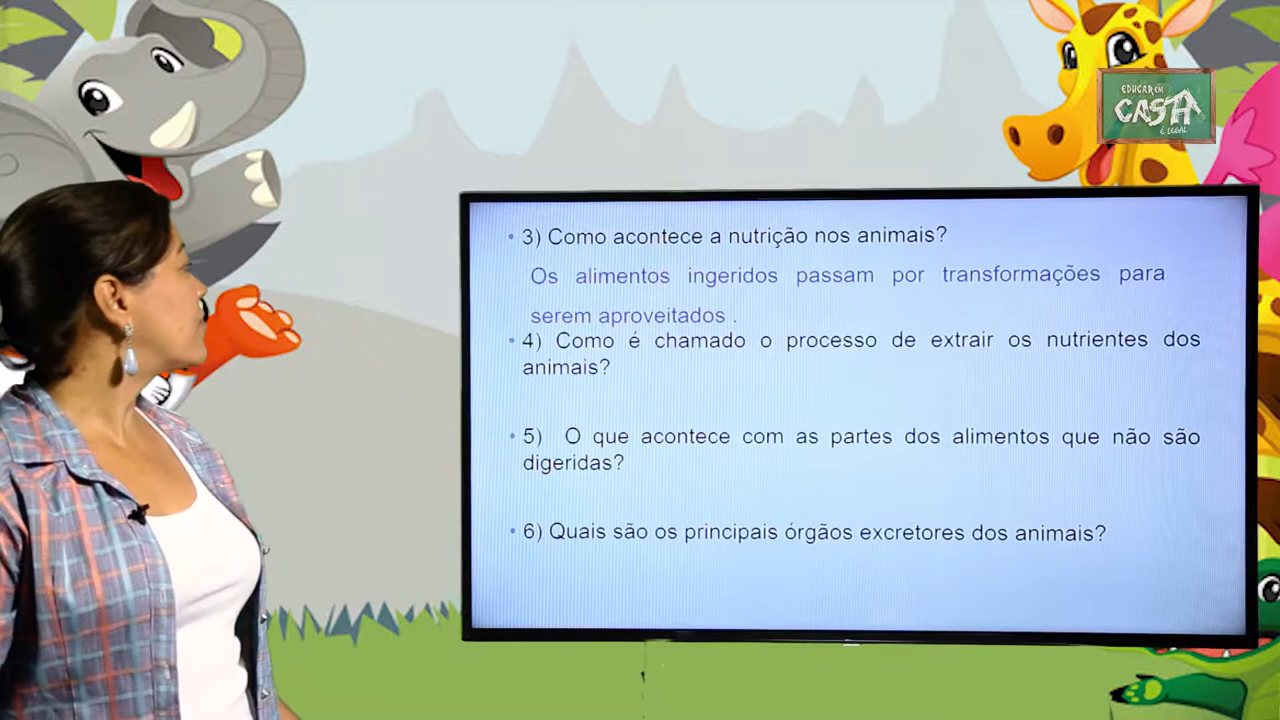 EDUCAR EM
CASA
É LEGAL
• 3) Como acontece a nutrição nos animais?
Os alimentos ingeridos passam por transformações para
serem aproveitados .
• 4) Como é chamado o processo de extrair os nutrientes dos
animais?
• 5) O que acontece com as partes dos alimentos que não são
digeridas?
• 6) Quais são os principais órgãos excretores dos animais?